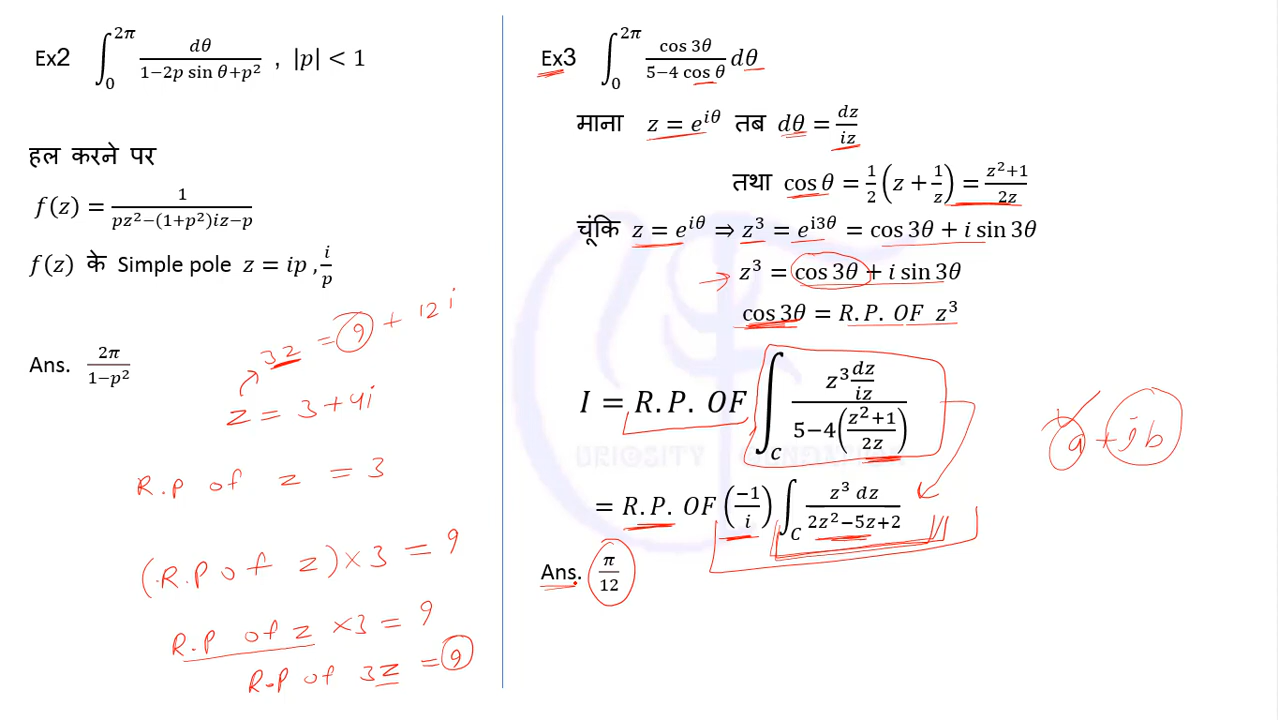 Ex2 ∫₀^{2π} dθ/(1−2p sin θ+p²) , |p| < 1
हल करने पर
f(z) = 1/(pz²−(1+p²)iz−p)
f(z) के Simple pole z = ip , i/p
Ans. 2π/(1−p²)
3z = 9 + 12i
z = 3+4i
R.p of z = 3
(R.P of z)×3 = 9
R.P of z ×3 = 9
R.P of 3z = 9
Ex3 ∫₀^{2π} cos 3θ/(5−4 cos θ) dθ
माना z = e^{iθ} तब dθ = dz/iz
तथा cos θ = 1/2 (z + 1/z) = (z²+1)/2z
चूंकि z = e^{iθ} ⇒ z³ = e^{i3θ} = cos 3θ + i sin 3θ
→ z³ = cos 3θ + i sin 3θ
cos 3θ = R.P. OF z³
I = R.P. OF ∫_C (z³ dz/iz)/(5−4((z²+1)/2z))
a + ib
= R.P. OF (−1/i) ∫_C z³ dz/(2z²−5z+2)
Ans. π/12